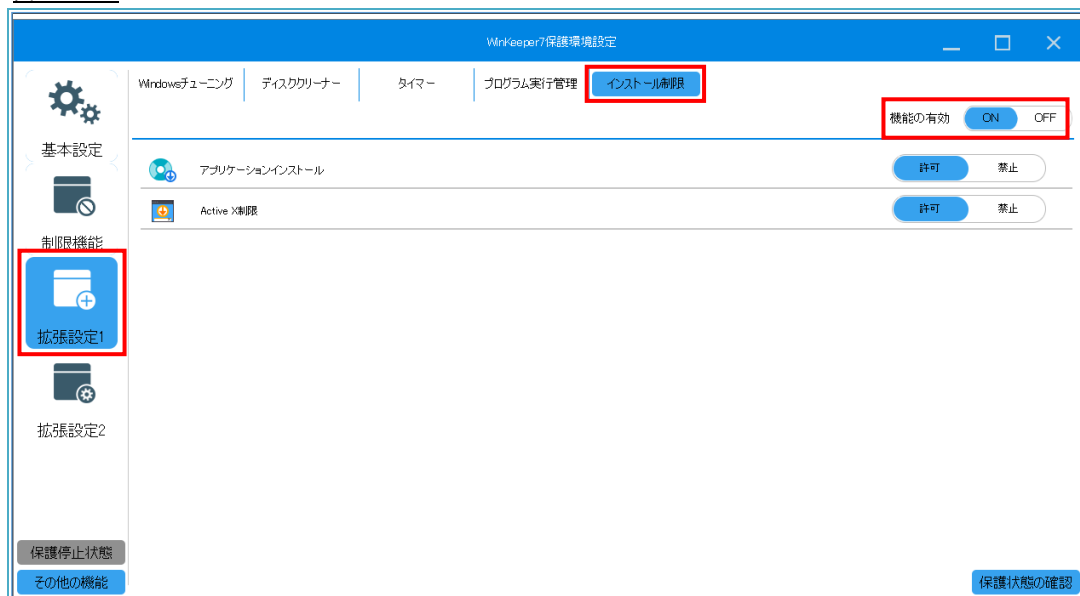 WinKeeper7保護環境設定
Windowsチューニング ディスククリーナー タイマー プログラム実行管理 インストール制限
機能の有効 ON OFF
基本設定
アプリケーションインストール 許可 禁止
Active X制限 許可 禁止
制限機能
拡張設定1
拡張設定2
保護停止状態
その他の機能 保護状態の確認